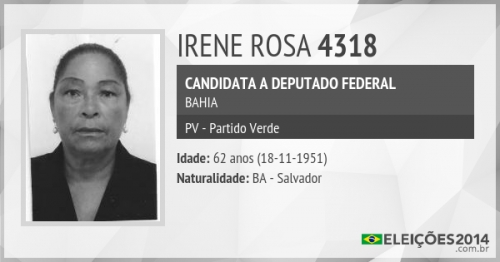 IRENE ROSA 4318
CANDIDATA A DEPUTADO FEDERAL
BAHIA
PV - Partido Verde
Idade: 62 anos (18-11-1951)
Naturalidade: BA - Salvador
ELEIÇÕES2014
.com.br